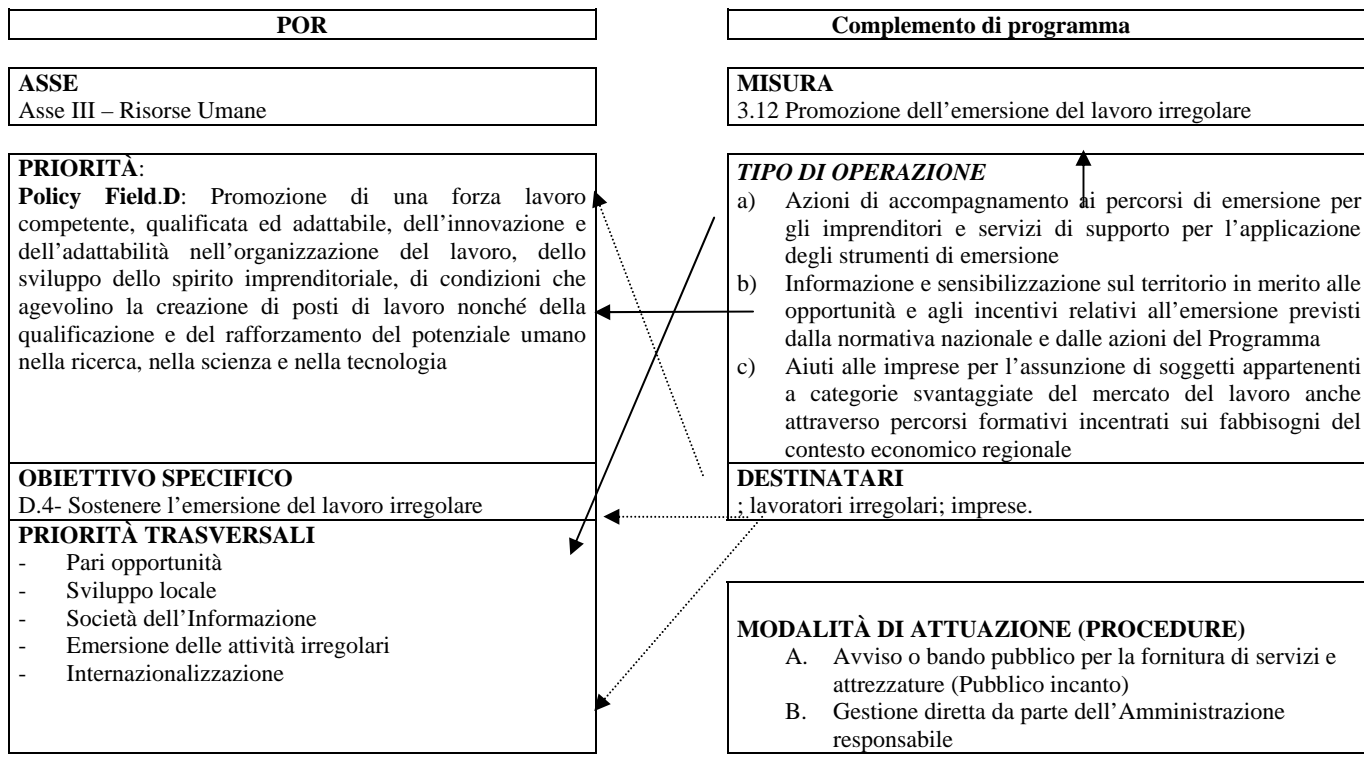 POR
ASSE
Asse III – Risorse Umane
PRIORITÀ:
Policy Field.D: Promozione di una forza lavoro
competente, qualificata ed adattabile, dell’innovazione e
dell’adattabilità nell’organizzazione del lavoro, dello
sviluppo dello spirito imprenditoriale, di condizioni che
agevolino la creazione di posti di lavoro nonché della
qualificazione e del rafforzamento del potenziale umano
nella ricerca, nella scienza e nella tecnologia
OBIETTIVO SPECIFICO
D.4- Sostenere l’emersione del lavoro irregolare
PRIORITÀ TRASVERSALI
- Pari opportunità
- Sviluppo locale
- Società dell’Informazione
- Emersione delle attività irregolari
- Internazionalizzazione
Complemento di programma
MISURA
3.12 Promozione dell’emersione del lavoro irregolare
TIPO DI OPERAZIONE
a) Azioni di accompagnamento ai percorsi di emersione per
gli imprenditori e servizi di supporto per l’applicazione
degli strumenti di emersione
b) Informazione e sensibilizzazione sul territorio in merito alle
opportunità e agli incentivi relativi all’emersione previsti
dalla normativa nazionale e dalle azioni del Programma
c) Aiuti alle imprese per l’assunzione di soggetti appartenenti
a categorie svantaggiate del mercato del lavoro anche
attraverso percorsi formativi incentrati sui fabbisogni del
contesto economico regionale
DESTINATARI
; lavoratori irregolari; imprese.
MODALITÀ DI ATTUAZIONE (PROCEDURE)
A. Avviso o bando pubblico per la fornitura di servizi e
attrezzature (Pubblico incanto)
B. Gestione diretta da parte dell’Amministrazione
responsabile